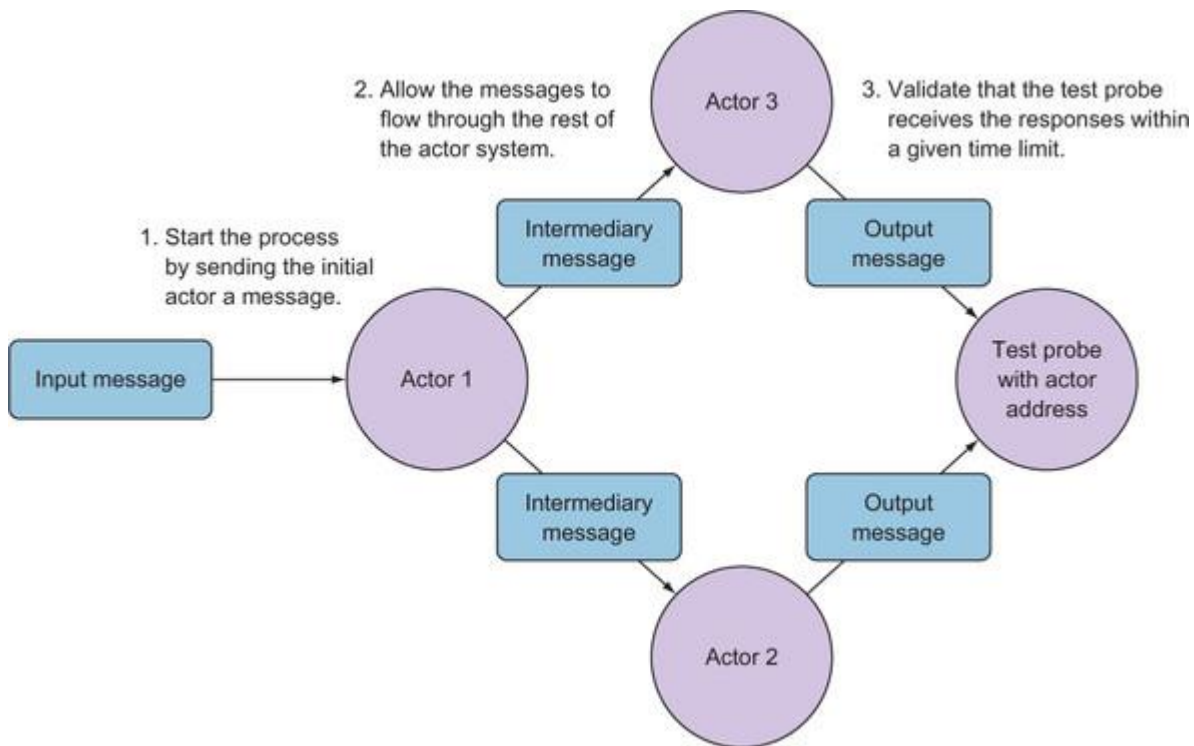 2. Allow the messages to
flow through the rest of
the actor system.
Actor 3
3. Validate that the test probe
receives the responses within
a given time limit.
1. Start the process
by sending the initial
actor a message.
Intermediary
message
Output
message
Input message
Actor 1
Test probe
with actor
address
Intermediary
message
Output
message
Actor 2